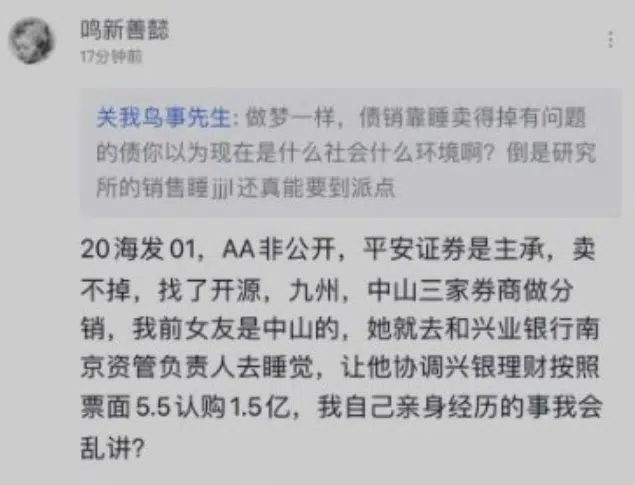 鸣新善懿
17分钟前
关我鸟事先生: 做梦一样，债销靠睡卖得掉有问题
的债你以为现在是什么社会什么环境啊？倒是研究
所的销售睡jjjl还真能要到派点
20海发01，AA非公开，平安证券是主承，卖
不掉，找了开源，九州，中山三家券商做分
销，我前女友是中山的，她就去和兴业银行南
京资管负责人去睡觉，让他协调兴银理财按照
票面5.5认购1.5亿，我自己亲身经历的事我会
乱讲？